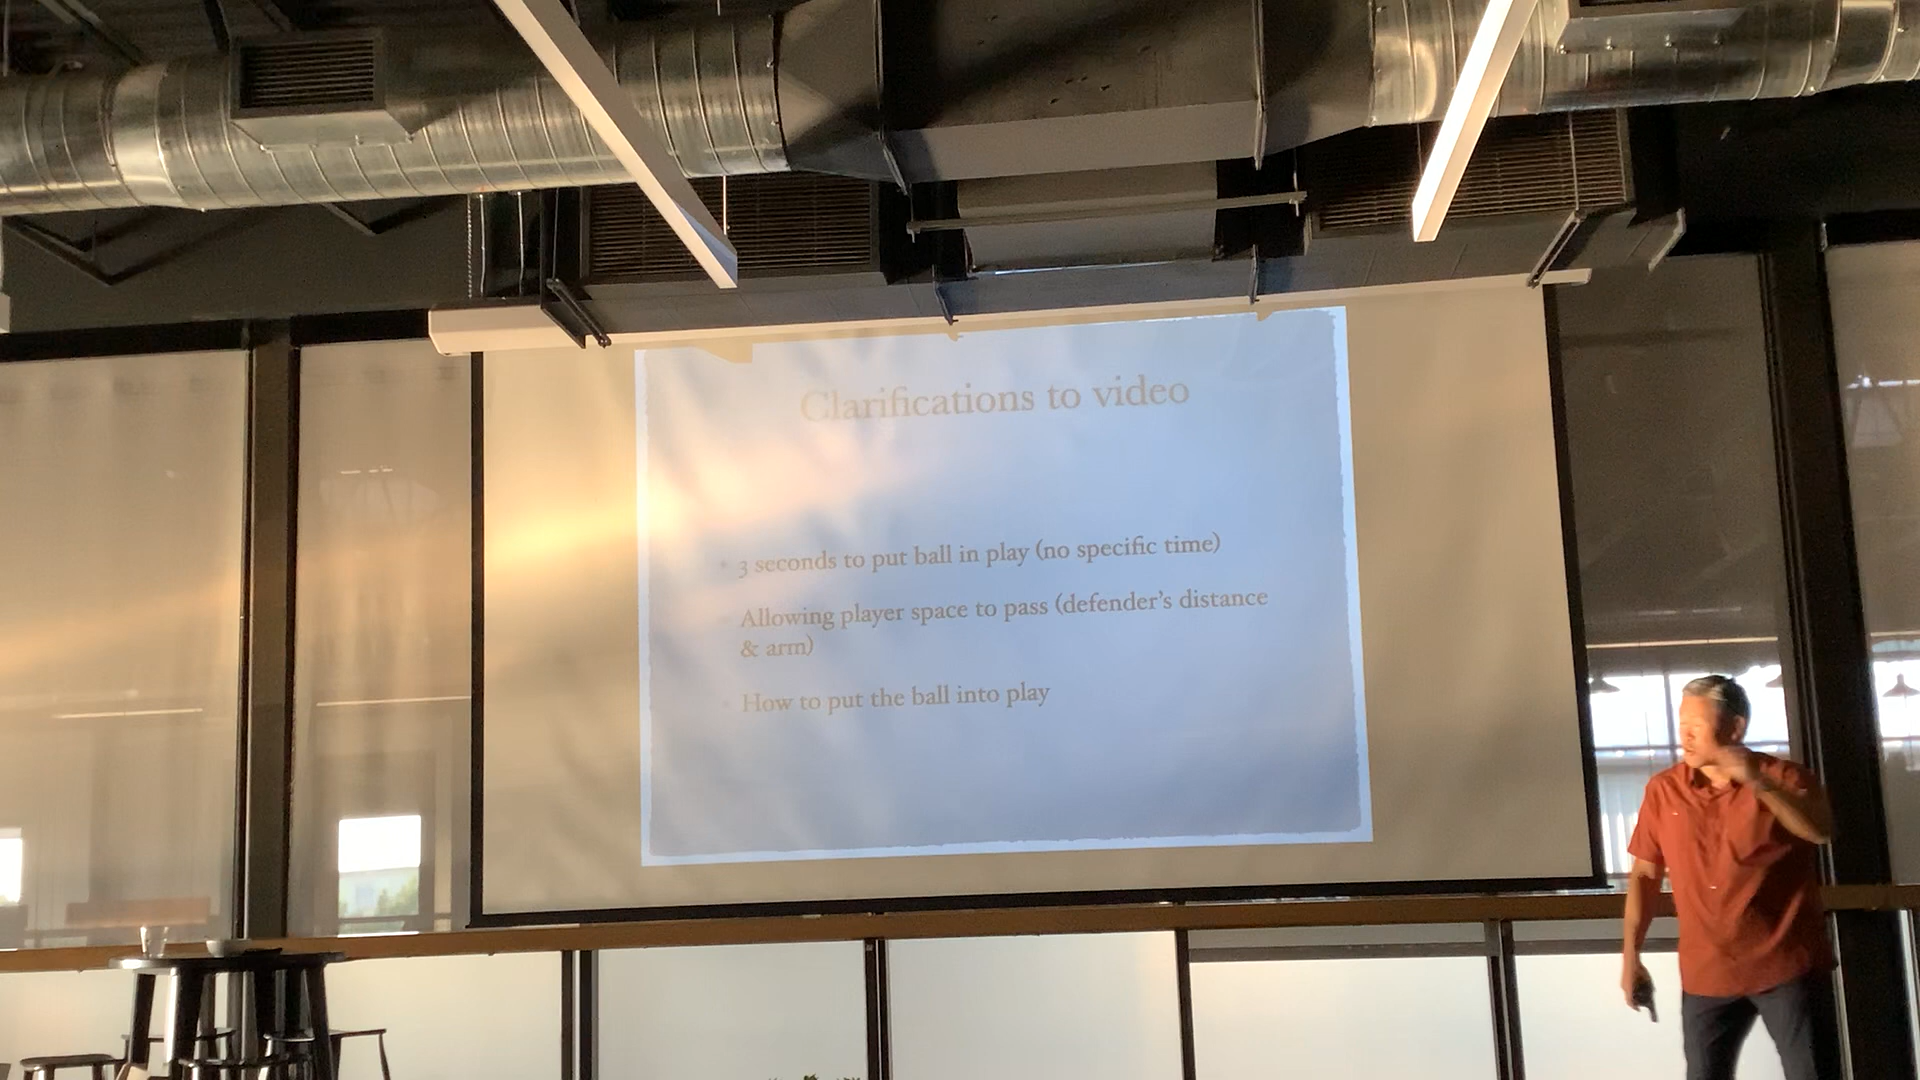 Clarifications to video
3 seconds to put ball in play (no specific time)
Allowing player space to pass (defender’s distance
& arm)
How to put the ball into play